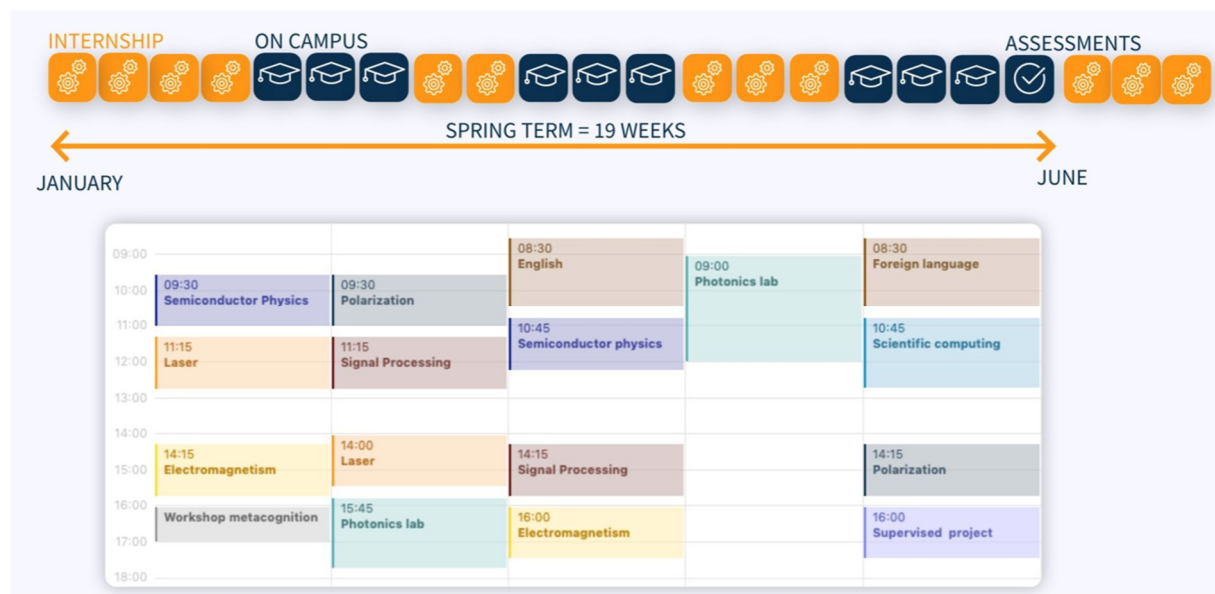 INTERNSHIP
ON CAMPUS
ASSESSMENTS
SPRING TERM = 19 WEEKS
JANUARY
JUNE
09:00
10:00
11:00
12:00
13:00
14:00
15:00
16:00
17:00
18:00
09:30
Semiconductor Physics
11:15
Laser
14:15
Electromagnetism
Workshop metacognition
09:30
Polarization
11:15
Signal Processing
14:00
Laser
15:45
Photonics lab
08:30
English
10:45
Semiconductor physics
14:15
Signal Processing
16:00
Electromagnetism
09:00
Photonics lab
08:30
Foreign language
10:45
Scientific computing
14:15
Polarization
16:00
Supervised project